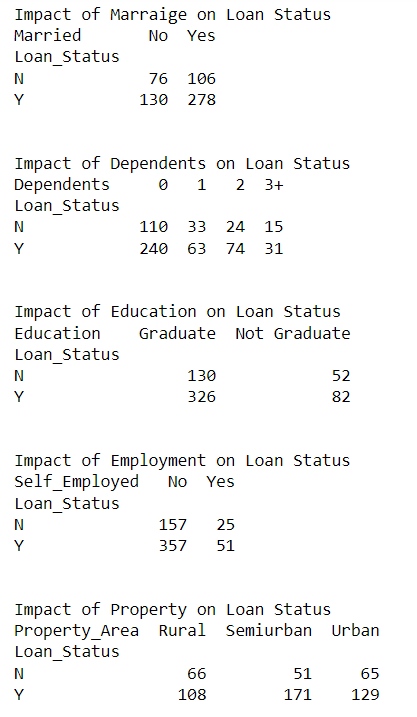 Impact of Marraige on Loan Status
Married       No  Yes
Loan_Status
N             76  106
Y            130  278
Impact of Dependents on Loan Status
Dependents     0   1   2  3+
Loan_Status
N            110  33  24  15
Y            240  63  74  31
Impact of Education on Loan Status
Education    Graduate  Not Graduate
Loan_Status
N                 130            52
Y                 326            82
Impact of Employment on Loan Status
Self_Employed   No  Yes
Loan_Status
N              157   25
Y              357   51
Impact of Property on Loan Status
Property_Area  Rural  Semiurban  Urban
Loan_Status
N                 66         51     65
Y                108        171    129